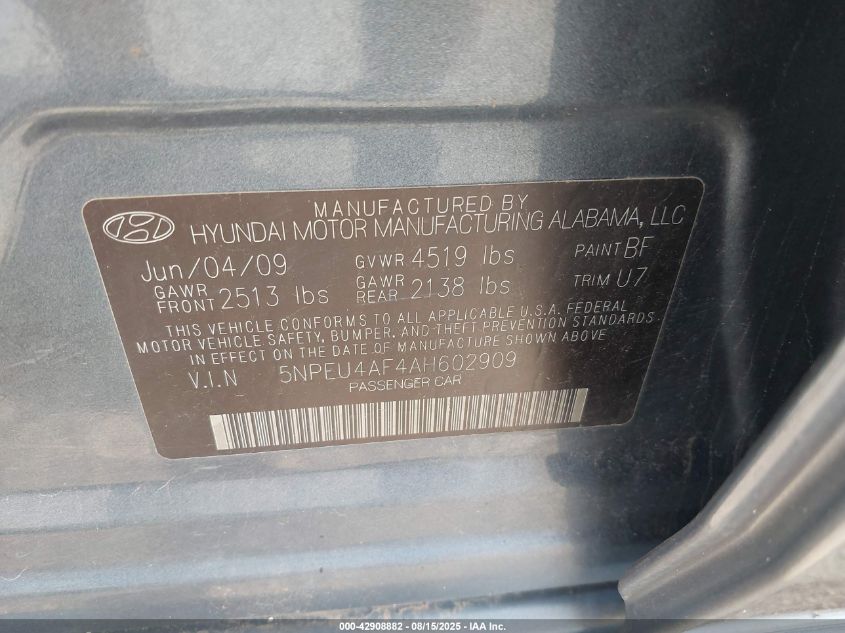 MANUFACTURED BY
HYUNDAI MOTOR MANUFACTURING ALABAMA, LLC
Jun/04/09 GVWR 4519 lbs PAINT BF
GAWR FRONT 2513 lbs GAWR REAR 2138 lbs TRIM U7
THIS VEHICLE CONFORMS TO ALL APPLICABLE U.S.A. FEDERAL
MOTOR VEHICLE SAFETY, BUMPER, AND THEFT PREVENTION STANDARDS
IN EFFECT ON THE DATE OF MANUFACTURE SHOWN ABOVE
V.I.N 5NPEU4AF4AH602909
PASSENGER CAR
000-42908882 - 08/15/2025 - IAA Inc.